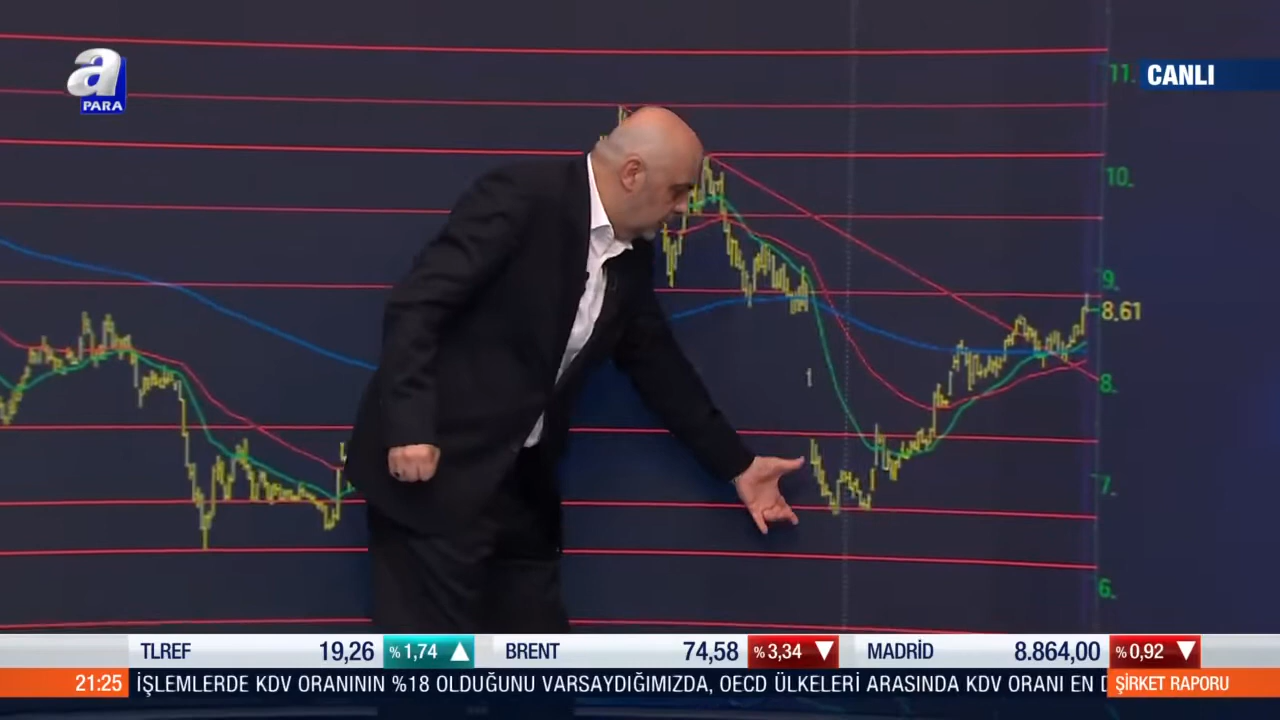 a
PARA
CANLI
11.
10.
9.
8.61
8.
1
7.
6.
TLREF 19,26 %1,74 BRENT 74,58 %3,34 MADRİD 8.864,00 %0,92
21:25 İŞLEMLERDE KDV ORANININ %18 OLDUĞUNU VARSAYDIĞIMIZDA, OECD ÜLKELERİ ARASINDA KDV ORANI EN ŞİRKET RAPORU